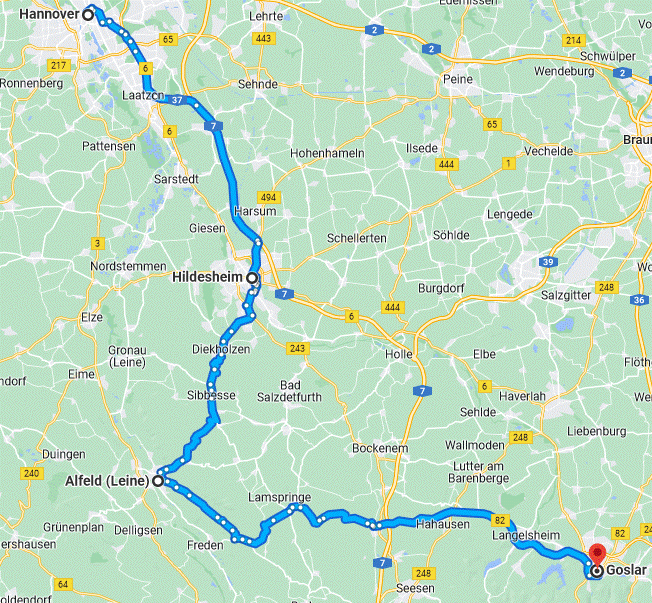 Edemissen
Hannover
Lehrte
2
65
443
2
214
Schwülper
217
6
Peine
Wendeburg
2
Ronnenberg
Sehnde
Laatzen
37
7
65
6
Braun
Pattensen
Hohenhameln
Ilsede
Vechelde
444
1
Sarstedt
494
Harsum
Lengede
Giesen
Schellerten
Söhlde
3
39
Nordstemmen
Hildesheim
Burgdorf
Salzgitter
248
7
36
444
Elze
6
Gronau
(Leine)
Diekholzen
243
Holle
Elbe
Flöth
Eime
Sibbesse
Bad
Salzdetfurth
7
6
Haverlah
Sehlde
Liebenburg
248
Duingen
Bockenem
Wallmoden
240
Alfeld (Leine)
Lutter am
Barenberge
Lamspringe
Grünenplan
Delligsen
82
Hahausen
Langelsheim
82
Freden
7
248
Goslar
64
Seesen